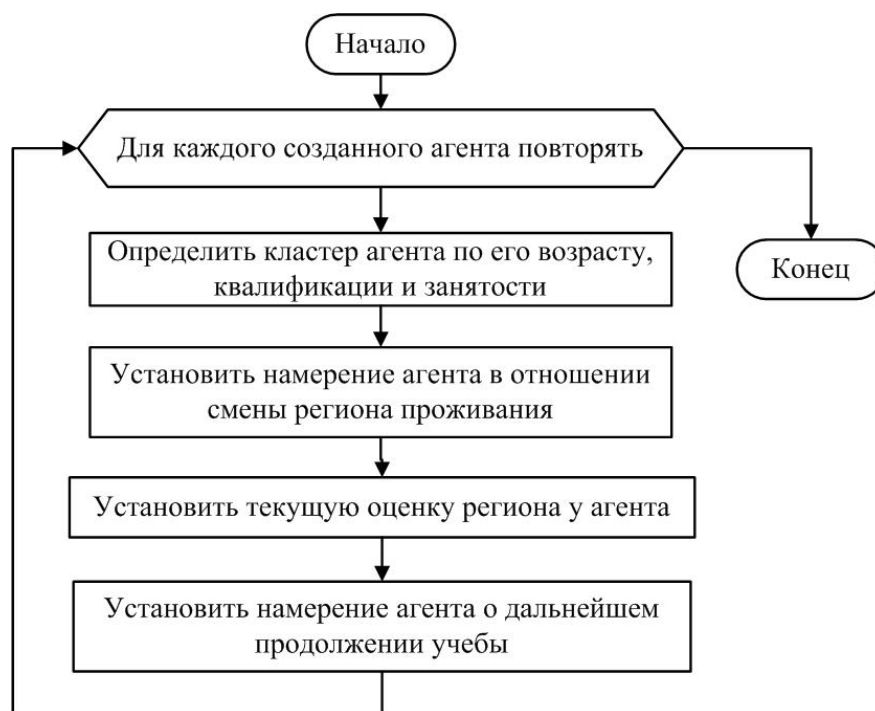 Начало
Для каждого созданного агента повторять
Определить кластер агента по его возрасту,
квалификации и занятости
Конец
Установить намерение агента в отношении
смены региона проживания
Установить текущую оценку региона у агента
Установить намерение агента о дальнейшем
продолжении учебы